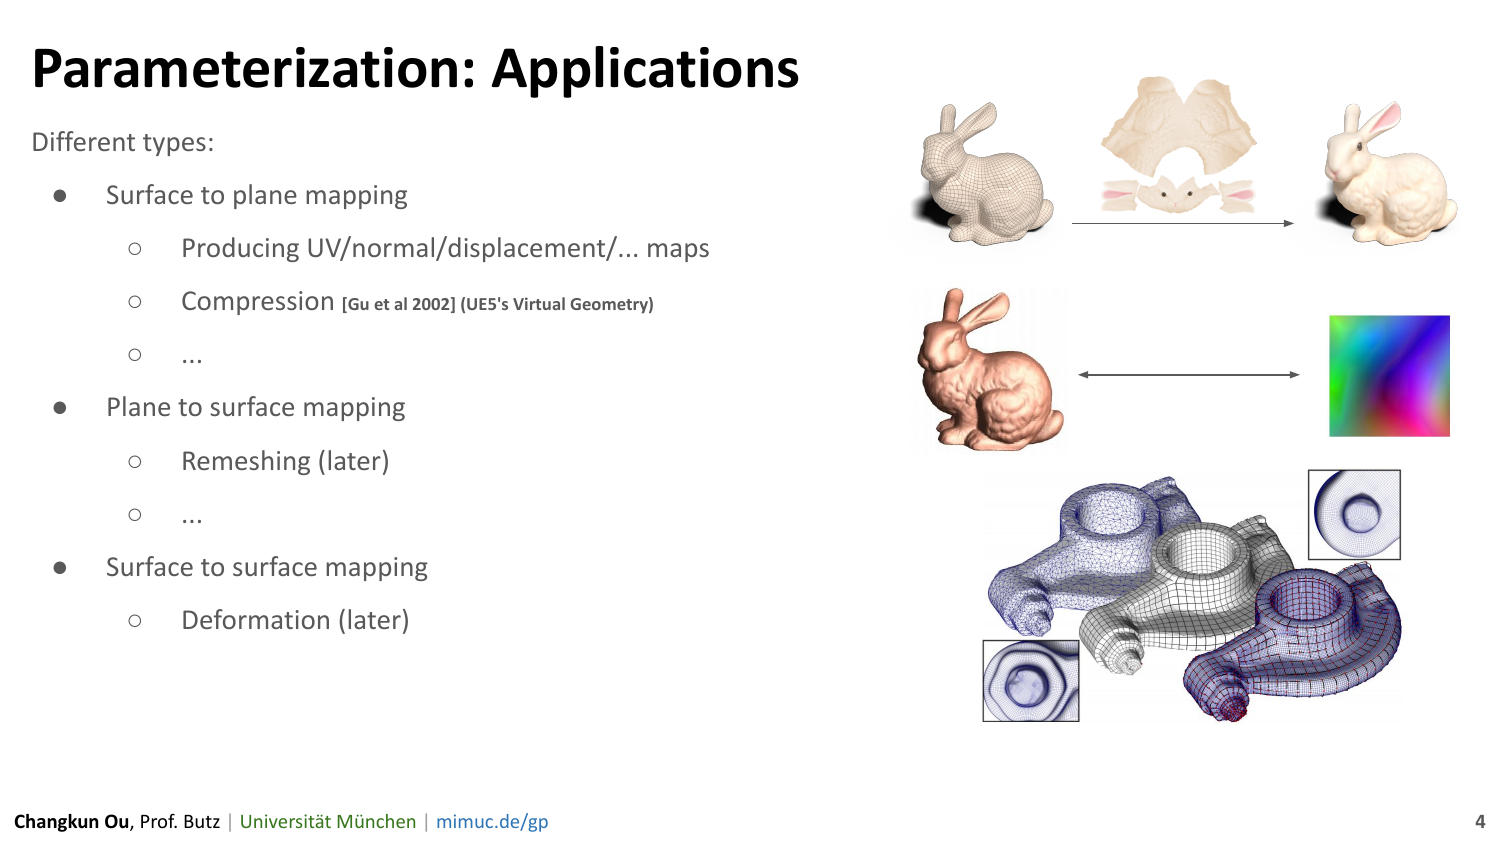 Parameterization: Applications
Different types:
● Surface to plane mapping
○ Producing UV/normal/displacement/... maps
○ Compression [Gu et al 2002] (UE5's Virtual Geometry)
○ ...
● Plane to surface mapping
○ Remeshing (later)
○ ...
● Surface to surface mapping
○ Deformation (later)
Changkun Ou, Prof. Butz | Universität München | mimuc.de/gp
4